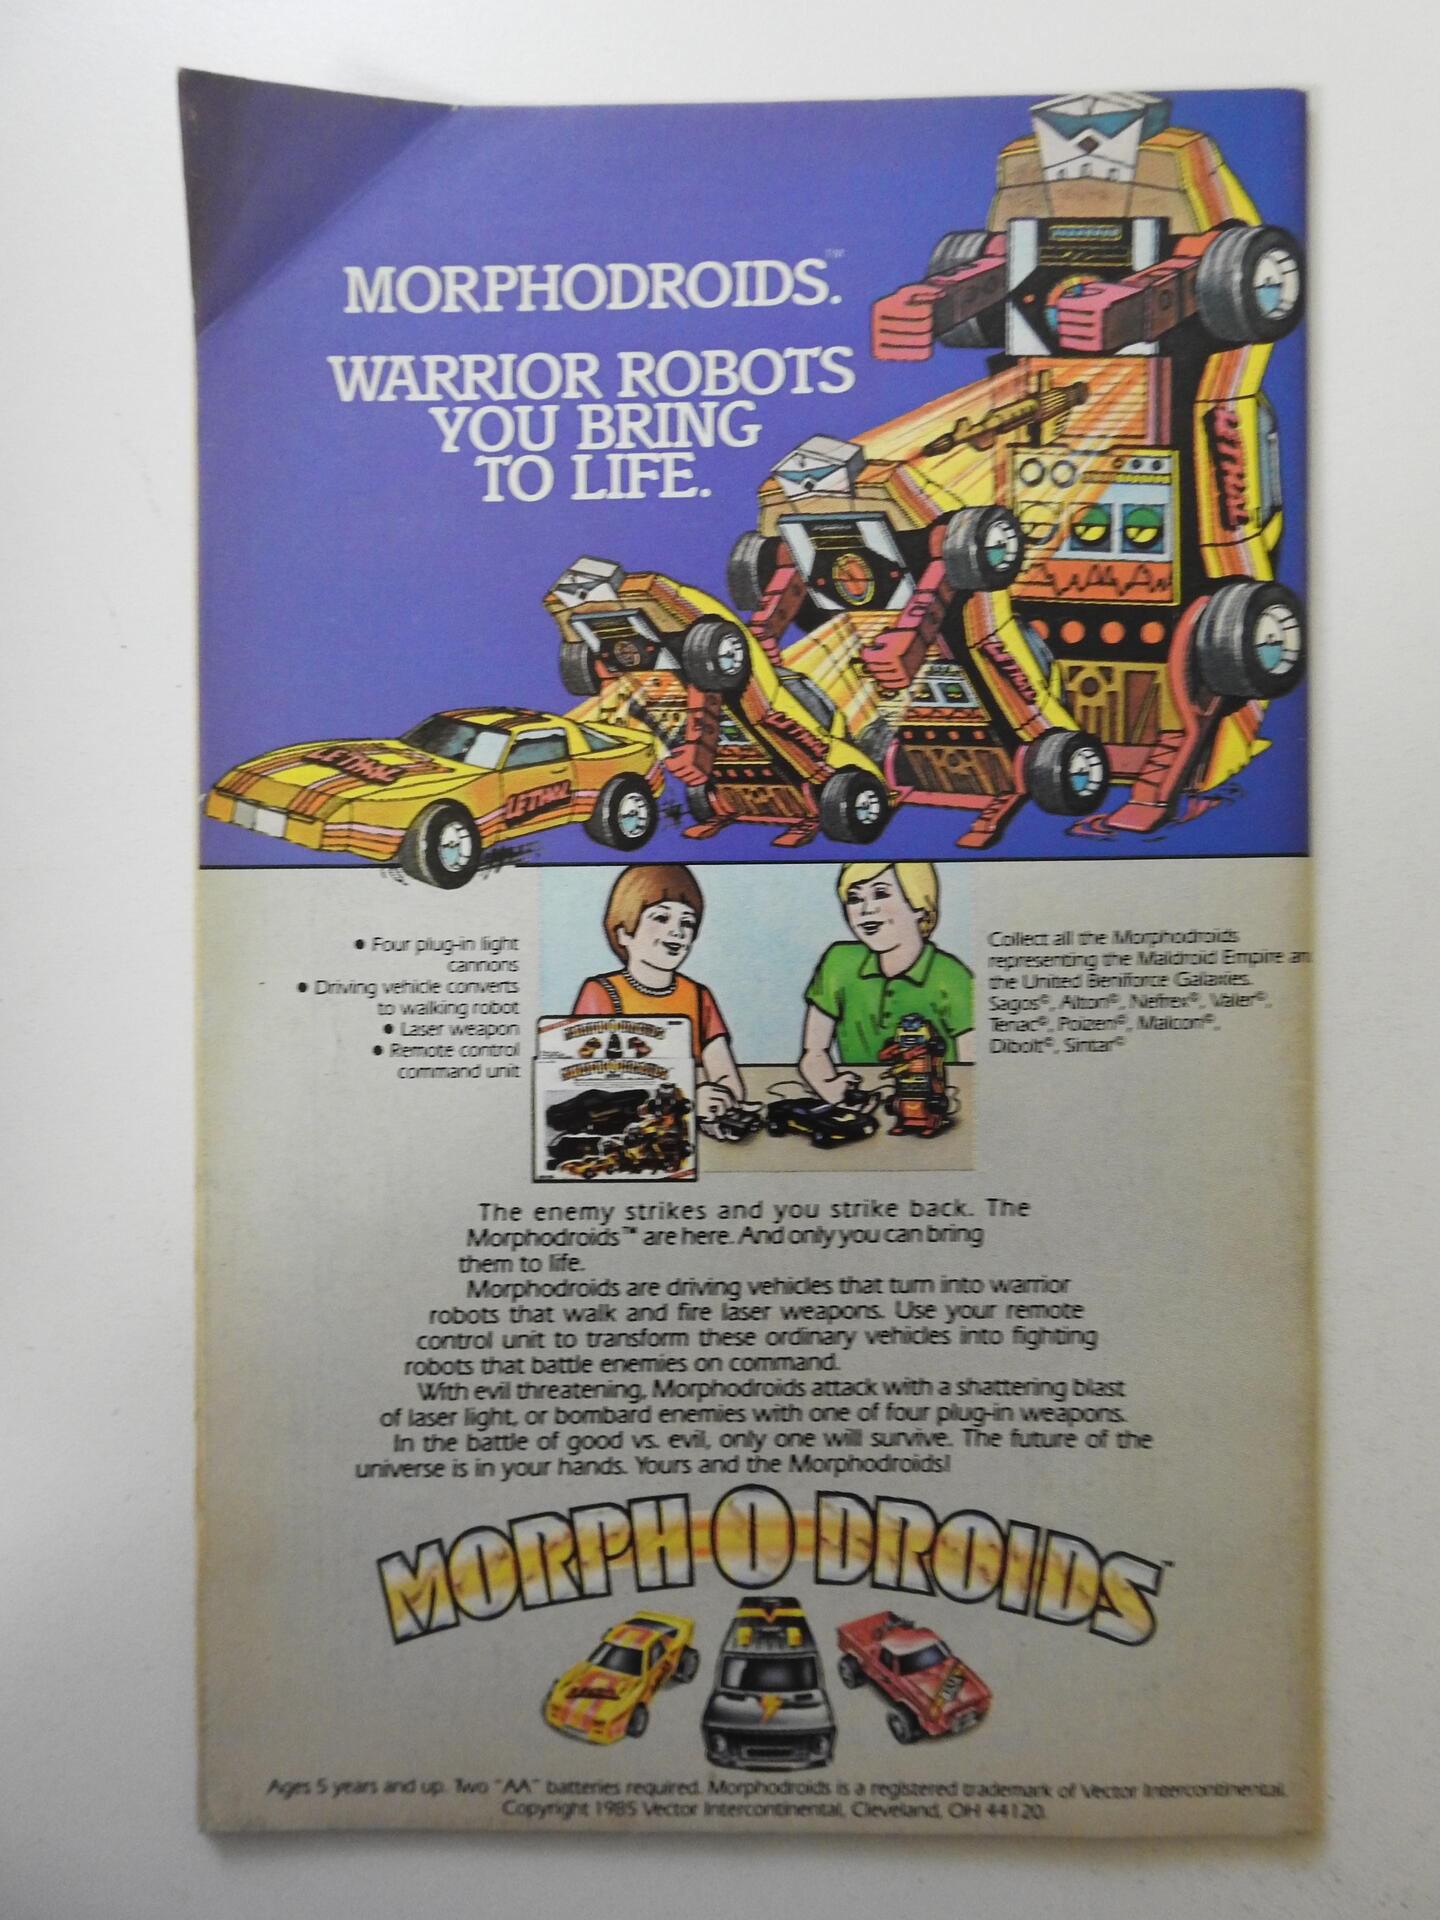 MORPHODROIDS.™
WARRIOR ROBOTS
YOU BRING
TO LIFE.
LETHAL
LETHAL
LETHAL
LETHAL
LETHAL
• Four plug-in light
cannons
• Driving vehicle converts
to walking robot
• Laser weapon
• Remote control
command unit
MORPH-O-DROIDS
MORPH-O-DROIDS
Collect all the Morphodroids
representing the Maldroid Empire an
the United Beniforce Galaxies.
Sagos©, Alton©, Nefrex©, Valer©,
Tenac©, Poizen©, Malcon©,
Dibolt©, Sintar©
The enemy strikes and you strike back. The
Morphodroids™ are here. And only you can bring
them to life.
Morphodroids are driving vehicles that turn into warrior
robots that walk and fire laser weapons. Use your remote
control unit to transform these ordinary vehicles into fighting
robots that battle enemies on command.
With evil threatening, Morphodroids attack with a shattering blast
of laser light, or bombard enemies with one of four plug-in weapons.
In the battle of good vs. evil, only one will survive. The future of the
universe is in your hands. Yours and the Morphodroids!
MORPH-O-DROIDS™
Ages 5 years and up. Two "AA" batteries required. Morphodroids is a registered trademark of Vector Intercontinental.
Copyright 1985 Vector Intercontinental, Cleveland, OH 44120.